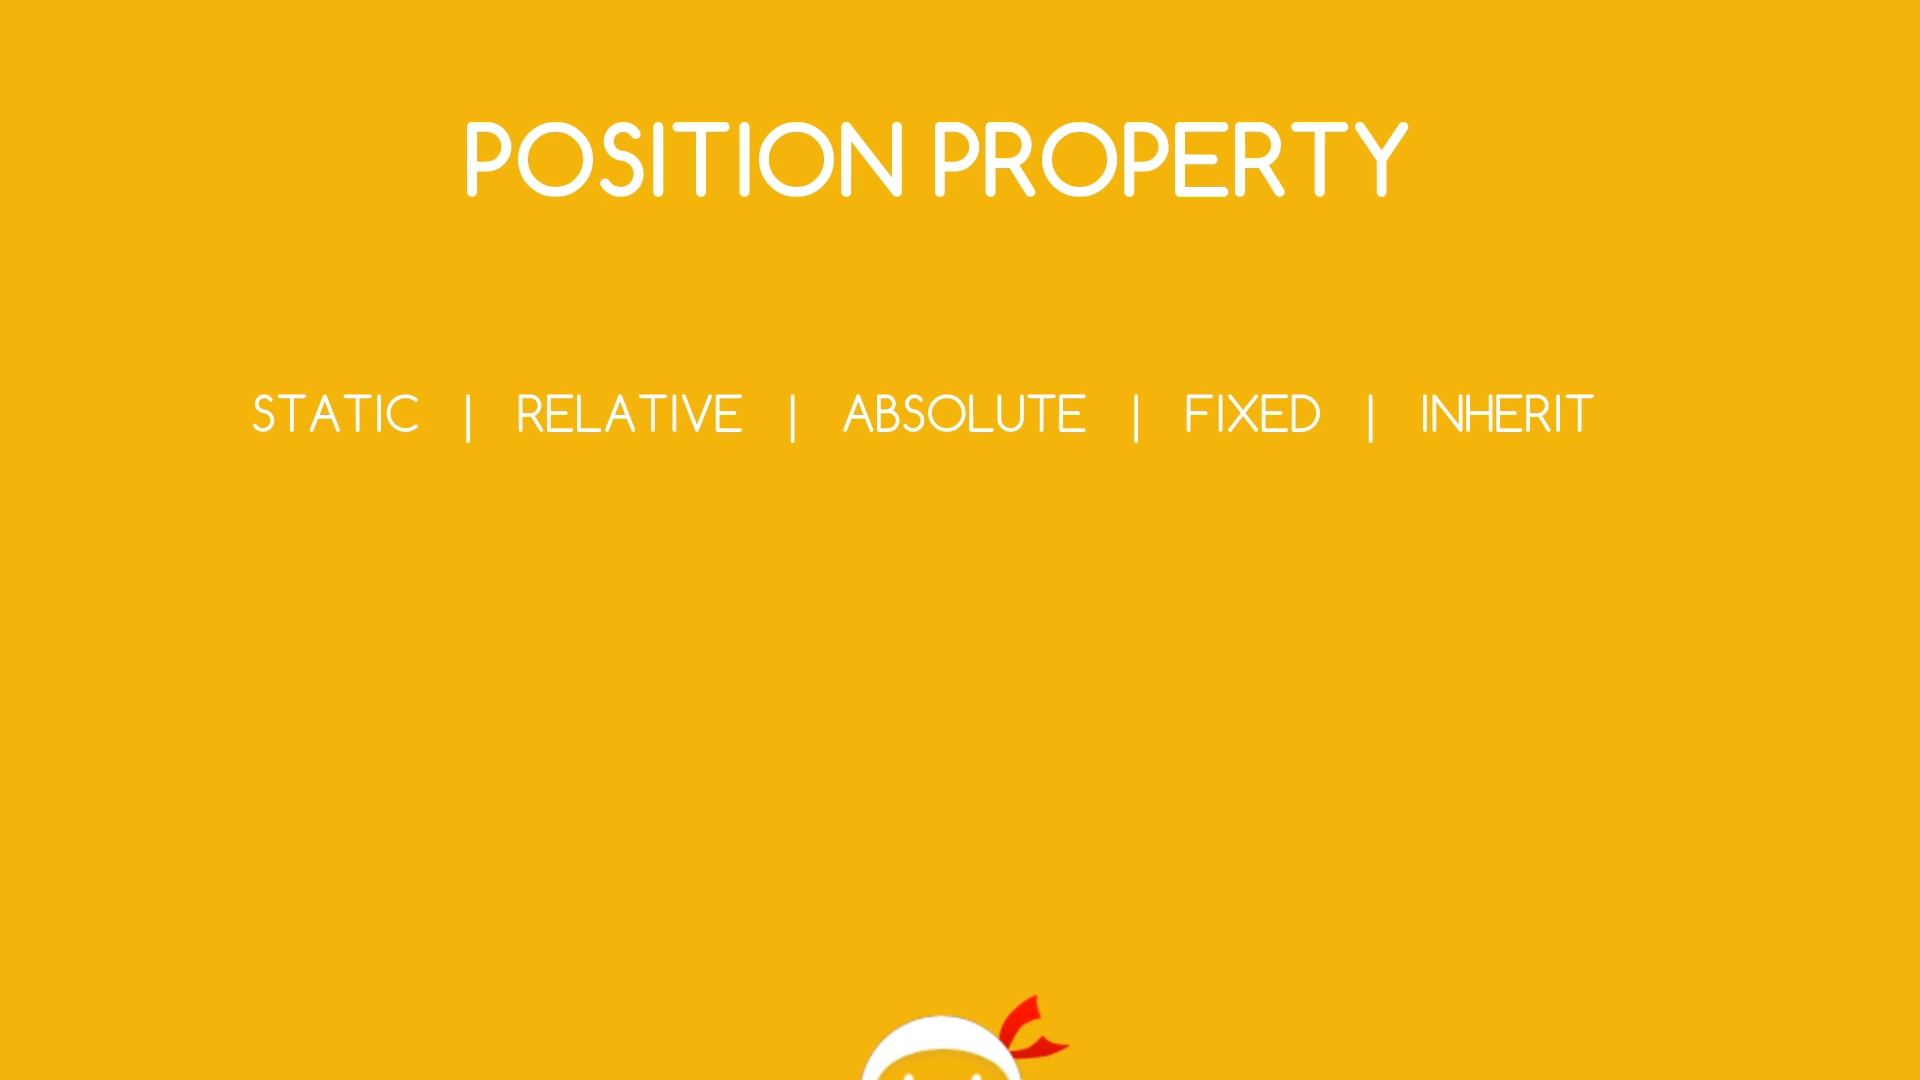 POSITION PROPERTY
STATIC | RELATIVE | ABSOLUTE | FIXED | INHERIT